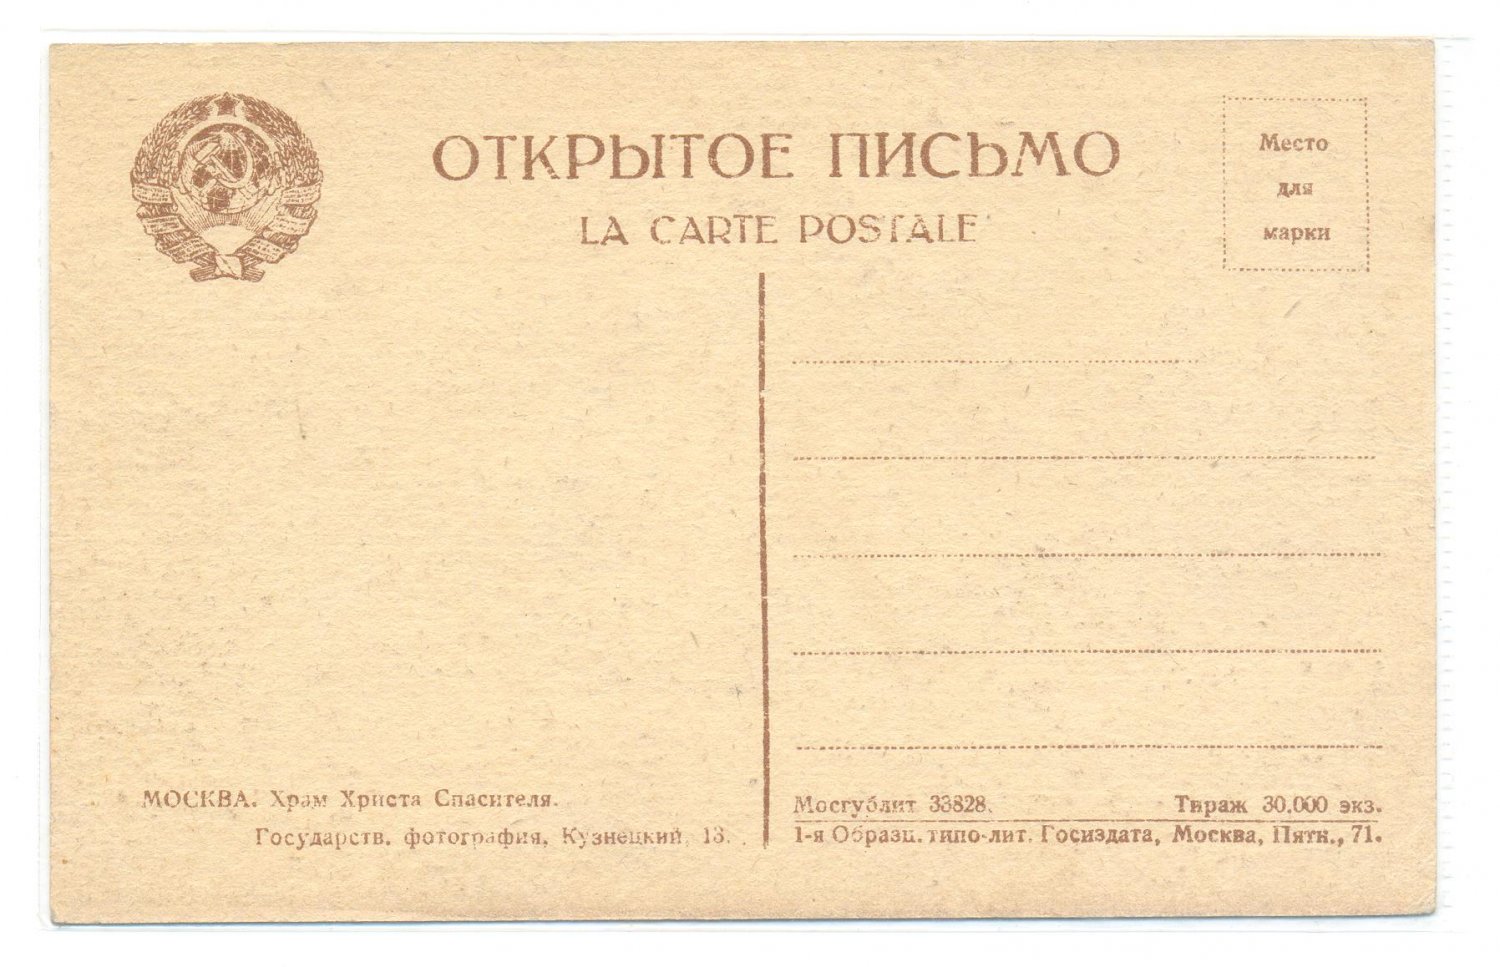 ОТКРЫТОЕ ПИСЬМО
LA CARTE POSTALE
Место
для
марки
МОСКВА. Храм Христа Спасителя.
Государств. фотография, Кузнецкий, 13.
Мосгублит 33828.
Тираж 30.000 экз.
1-я Образц. типо-лит. Госиздата, Москва, Пятн., 71.